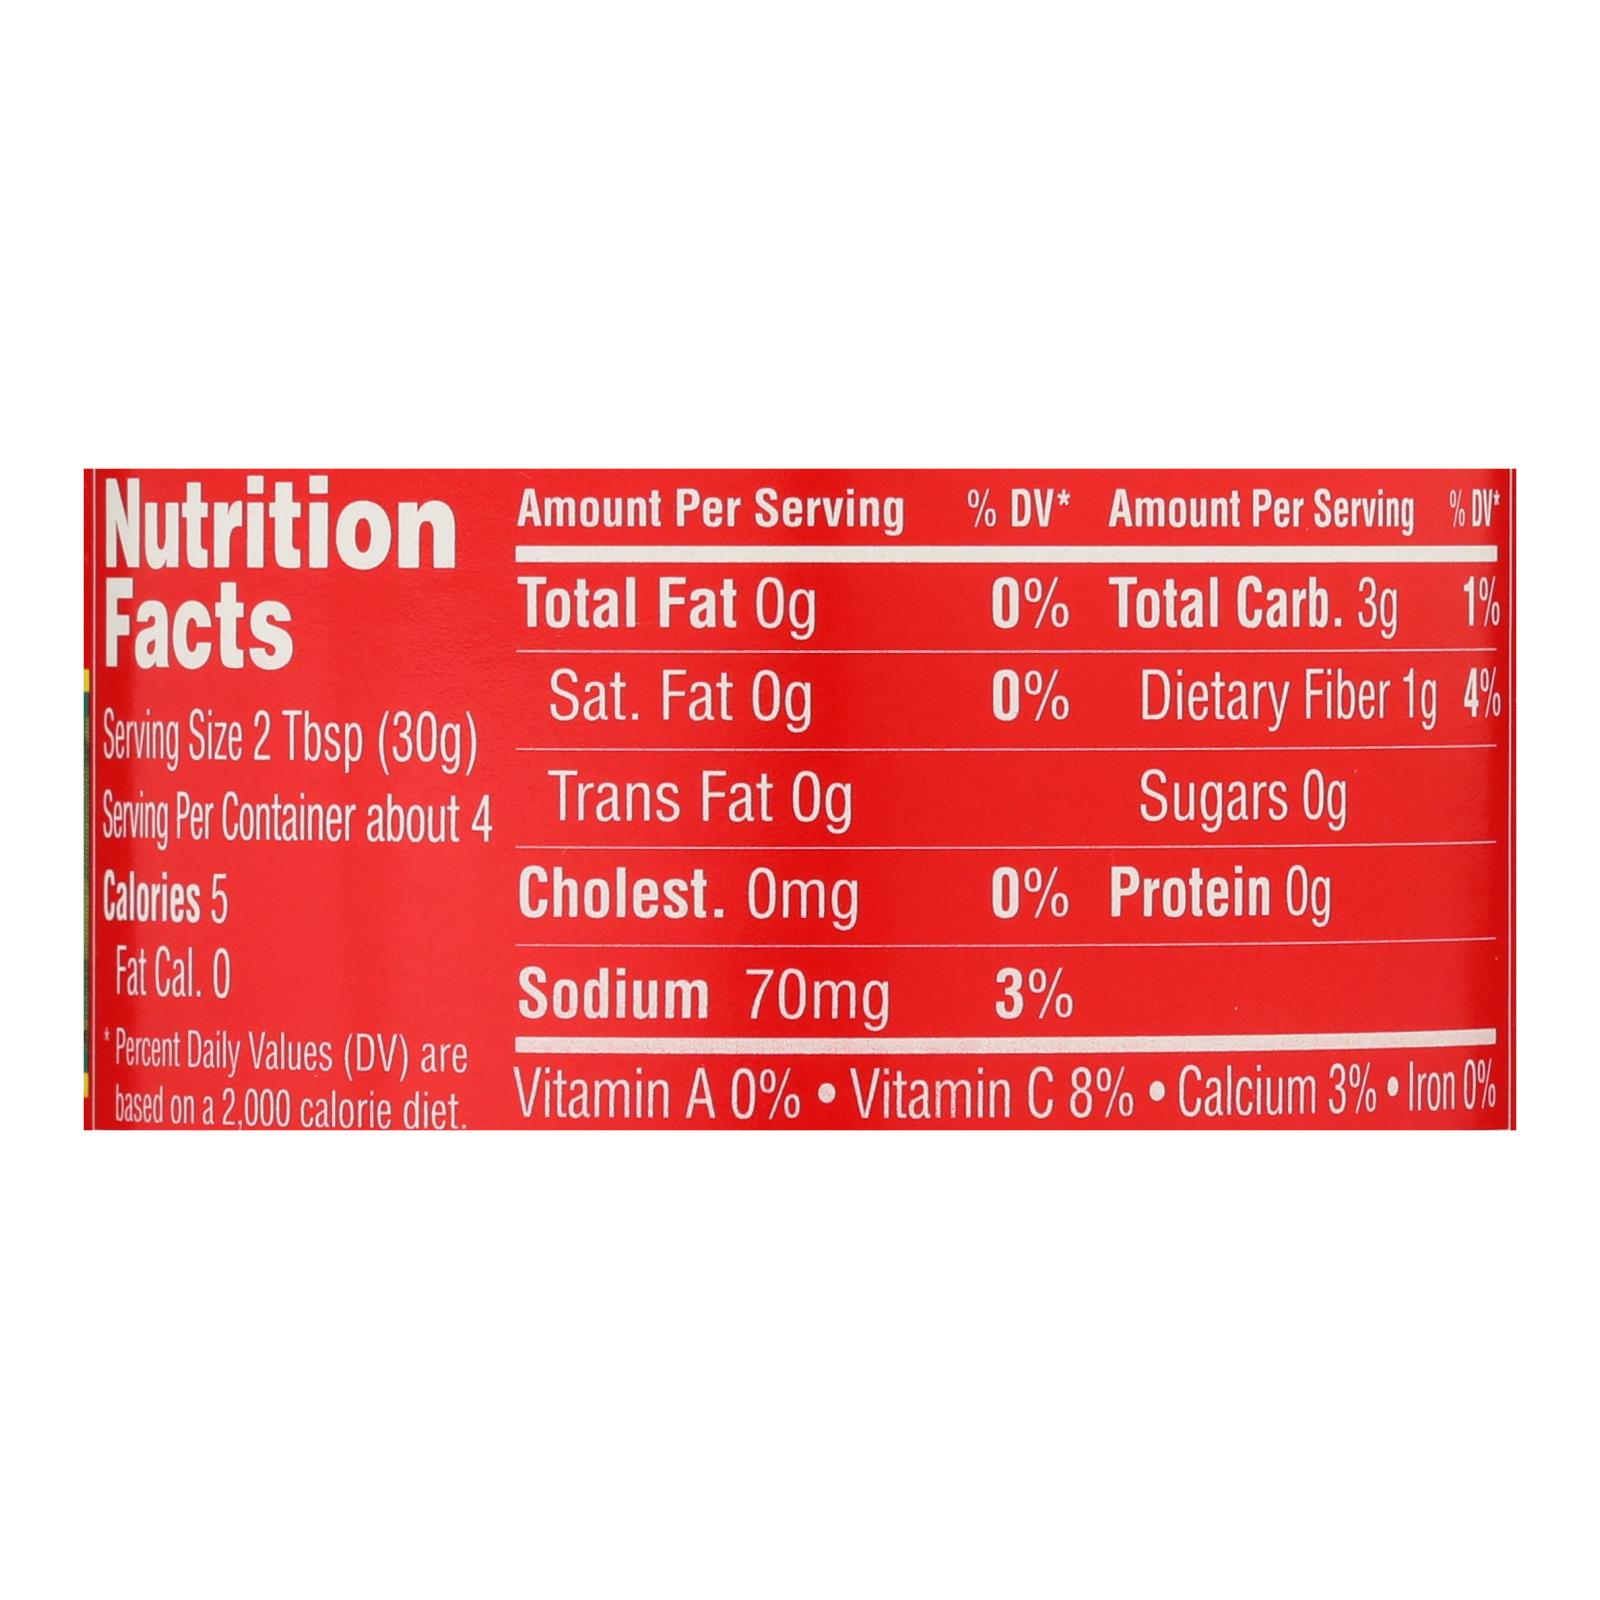 Nutrition
Facts
Serving Size 2 Tbsp (30g)
Serving Per Container about 4
Calories 5
Fat Cal. 0
* Percent Daily Values (DV) are
based on a 2,000 calorie diet.
Amount Per Serving % DV* Amount Per Serving % DV*
Total Fat 0g 0% Total Carb. 3g 1%
Sat. Fat 0g 0% Dietary Fiber 1g 4%
Trans Fat 0g Sugars 0g
Cholest. 0mg 0% Protein 0g
Sodium 70mg 3%
Vitamin A 0% • Vitamin C 8% • Calcium 3% • Iron 0%